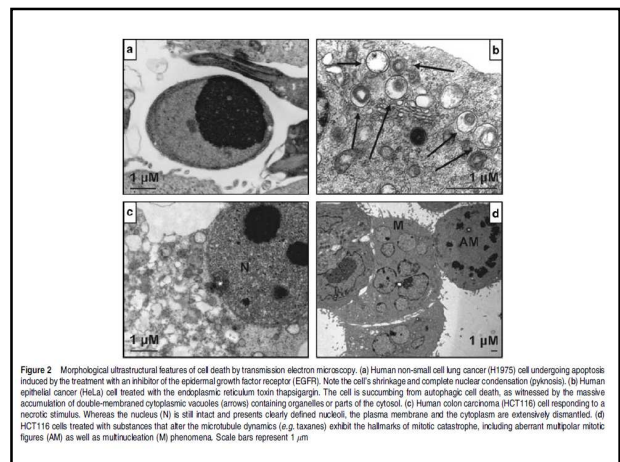 a
b
1 µM
1 µM
c
d
N
M
AM
1 µM
1 µM
Figure 2 Morphological ultrastructural features of cell death by transmission electron microscopy. (a) Human non-small cell lung cancer (H1975) cell undergoing apoptosis
induced by the treatment with an inhibitor of the epidermal growth factor receptor (EGFR). Note the cell's shrinkage and complete nuclear condensation (pyknosis). (b) Human
epithelial cancer (HeLa) cell treated with the endoplasmic reticulum toxin thapsigargin. The cell is succumbing from autophagic cell death, as witnessed by the massive
accumulation of double-membraned cytoplasmic vacuoles (arrows) containing organelles or parts of the cytosol. (c) Human colon carcinoma (HCT116) cell responding to a
necrotic stimulus. Whereas the nucleus (N) is still intact and presents clearly defined nucleoli, the plasma membrane and the cytoplasm are extensively dismantled. (d)
HCT116 cells treated with substances that alter the microtubule dynamics (e.g. taxanes) exhibit the hallmarks of mitotic catastrophe, including aberrant multipolar mitotic
figures (AM) as well as multinucleation (M) phenomena. Scale bars represent 1 µm